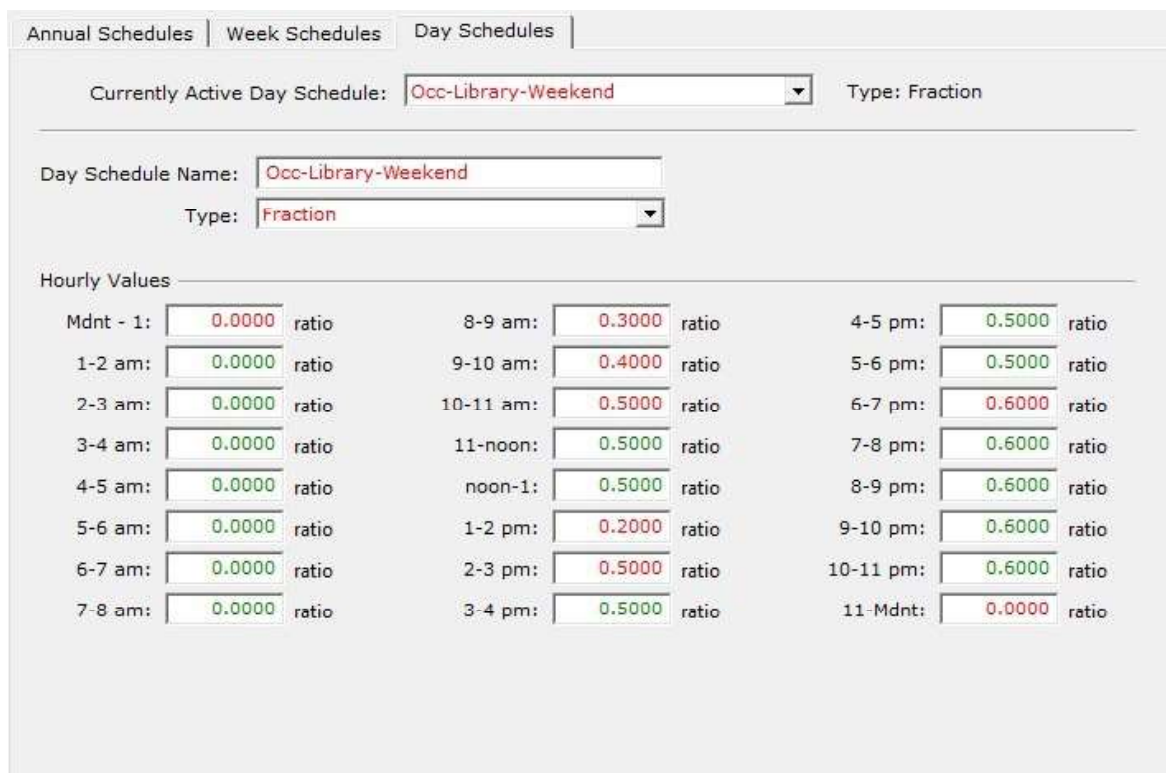 Annual Schedules Week Schedules Day Schedules
Currently Active Day Schedule: Occ-Library-Weekend Type: Fraction
Day Schedule Name: Occ-Library-Weekend
Type: Fraction
Hourly Values
Mdnt - 1: 0.0000 ratio 8-9 am: 0.3000 ratio 4-5 pm: 0.5000 ratio
1-2 am: 0.0000 ratio 9-10 am: 0.4000 ratio 5-6 pm: 0.5000 ratio
2-3 am: 0.0000 ratio 10-11 am: 0.5000 ratio 6-7 pm: 0.6000 ratio
3-4 am: 0.0000 ratio 11-noon: 0.5000 ratio 7-8 pm: 0.6000 ratio
4-5 am: 0.0000 ratio noon-1: 0.5000 ratio 8-9 pm: 0.6000 ratio
5-6 am: 0.0000 ratio 1-2 pm: 0.2000 ratio 9-10 pm: 0.6000 ratio
6-7 am: 0.0000 ratio 2-3 pm: 0.5000 ratio 10-11 pm: 0.6000 ratio
7-8 am: 0.0000 ratio 3-4 pm: 0.5000 ratio 11-Mdnt: 0.0000 ratio